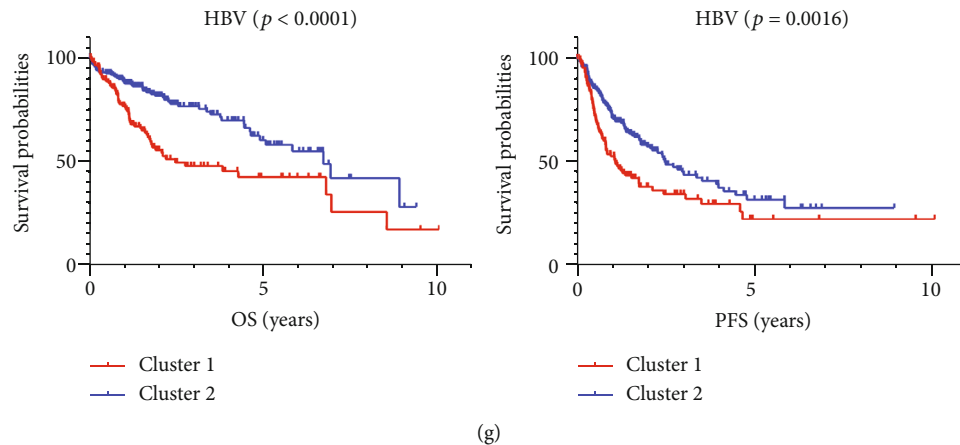 HBV (p < 0.0001)
Survival probabilities
100
50
0
0
5
10
OS (years)
Cluster 1
Cluster 2
HBV (p = 0.0016)
Survival probabilities
100
50
0
0
5
10
PFS (years)
Cluster 1
Cluster 2
(g)